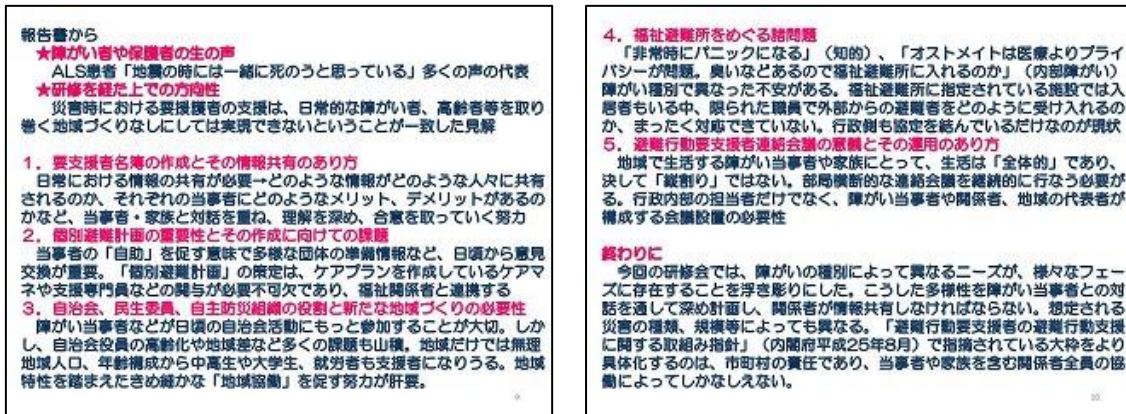 報告書から
★障がい者や保護者の生の声
ALS患者「地震の時には一緒に死のうと思っている」多くの声の代表
★研修を経た上での方向性
災害時における要援護者の支援は、日常的な障がい者、高齢者等を取り
巻く地域づくりなしにしては実現できないということが一致した見解
1．要支援者名簿の作成とその情報共有のあり方
日常における情報の共有が必要→どのような情報がどのような人々に共有
されるのか、それぞれの当事者にどのようなメリット、デメリットがあるの
かなど、当事者・家族と対話を重ね、理解を深め、合意を取っていく努力
2．個別避難計画の重要性とその作成に向けての課題
当事者の「自助」を促す意味で多様な団体の準備情報など、日頃から意見
交換が重要。「個別避難計画」の策定は、ケアプランを作成しているケアマ
ネや支援専門員などの関与が必要不可欠であり、福祉関係者と連携する
3．自治会、民生委員、自主防災組織の役割と新たな地域づくりの必要性
障がい当事者などが日頃の自治会活動にもっと参加することが大切。しか
し、自治会役員の高齢化や地域差など多くの課題も山積。地域だけでは無理
地域人口、年齢構成から中高生や大学生、就労者も支援者になりうる。地域
特性を踏まえたきめ細かな「地域協働」を促す努力が肝要。
9
4．福祉避難所をめぐる諸問題
「非常時にパニックになる」（知的）、「オストメイトは医療よりプライ
バシーが問題。臭いなどあるので福祉避難所に入れるのか」（内部障がい）
障がい種別で異なった不安がある。福祉避難所に指定されている施設では入
居者もいる中、限られた職員で外部からの避難者をどのように受け入れるの
か、まったく対応できていない。行政側も協定を結んでいるだけなのが現状
5．避難行動要支援者連絡会議の意義とその運用のあり方
地域で生活する障がい当事者や家族にとって、生活は「全体的」であり、
決して「縦割り」ではない。部局横断的な連絡会議を継続的に行なう必要が
る。行政内部の担当者だけでなく、障がい当事者や関係者、地域の代表者が
構成する会議設置の必要性
終わりに
今回の研修会では、障がいの種別によって異なるニーズが、様々なフェー
ズに存在することを浮き彫りにした。こうした多様性を障がい当事者との対
話を通して深め計画し、関係者が情報共有しなければならない。想定される
災害の種類、規模等によっても異なる。「避難行動要支援者の避難行動支援
に関する取組み指針」（内閣府平成25年8月）で指摘されている大枠をより
具体化するのは、市町村の責任であり、当事者や家族を含む関係者全員の協
働によってしかなしえない。
10